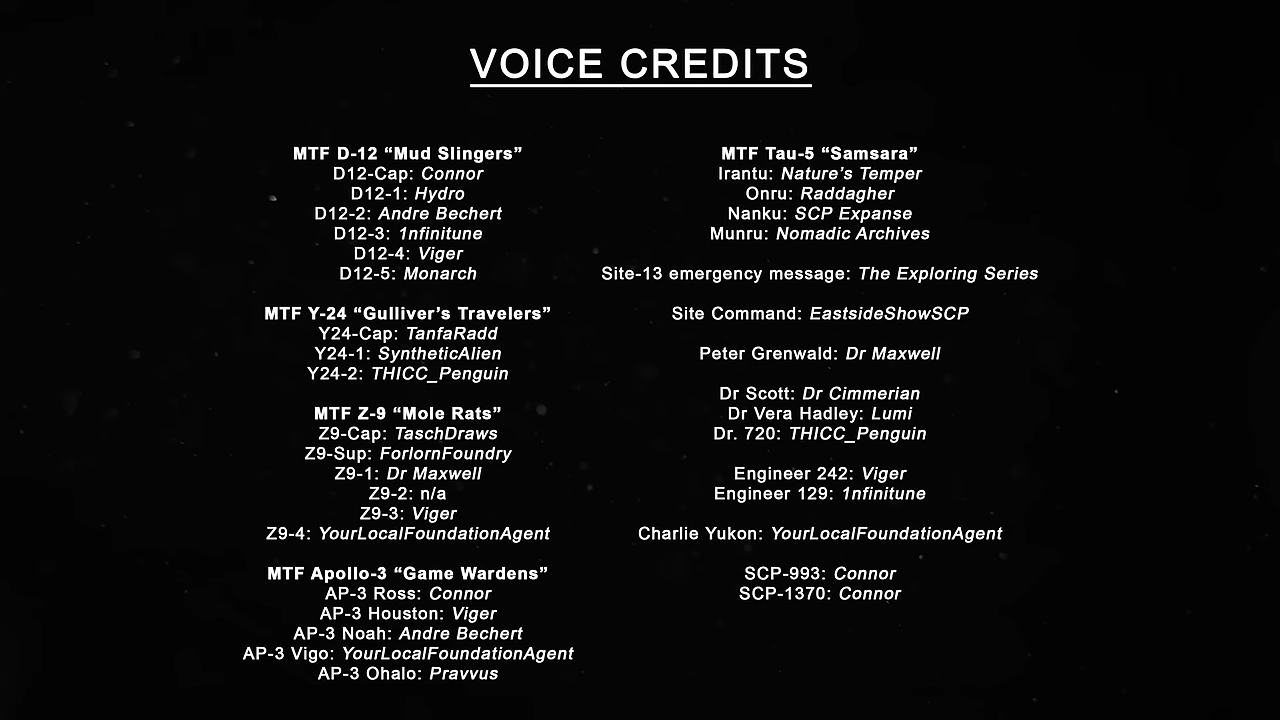 VOICE CREDITS
MTF D-12 “Mud Slingers”
D12-Cap: Connor
D12-1: Hydro
D12-2: Andre Bechert
D12-3: 1nfinitune
D12-4: Viger
D12-5: Monarch
MTF Y-24 “Gulliver’s Travelers”
Y24-Cap: TanfaRadd
Y24-1: SyntheticAlien
Y24-2: THICC_Penguin
MTF Z-9 “Mole Rats”
Z9-Cap: TaschDraws
Z9-Sup: ForlornFoundry
Z9-1: Dr Maxwell
Z9-2: n/a
Z9-3: Viger
Z9-4: YourLocalFoundationAgent
MTF Apollo-3 “Game Wardens”
AP-3 Ross: Connor
AP-3 Houston: Viger
AP-3 Noah: Andre Bechert
AP-3 Vigo: YourLocalFoundationAgent
AP-3 Ohalo: Pravvus
MTF Tau-5 “Samsara”
Irantu: Nature’s Temper
Onru: Raddagher
Nanku: SCP Expanse
Munru: Nomadic Archives
Site-13 emergency message: The Exploring Series
Site Command: EastsideShowSCP
Peter Grenwald: Dr Maxwell
Dr Scott: Dr Cimmerian
Dr Vera Hadley: Lumi
Dr. 720: THICC_Penguin
Engineer 242: Viger
Engineer 129: 1nfinitune
Charlie Yukon: YourLocalFoundationAgent
SCP-993: Connor
SCP-1370: Connor